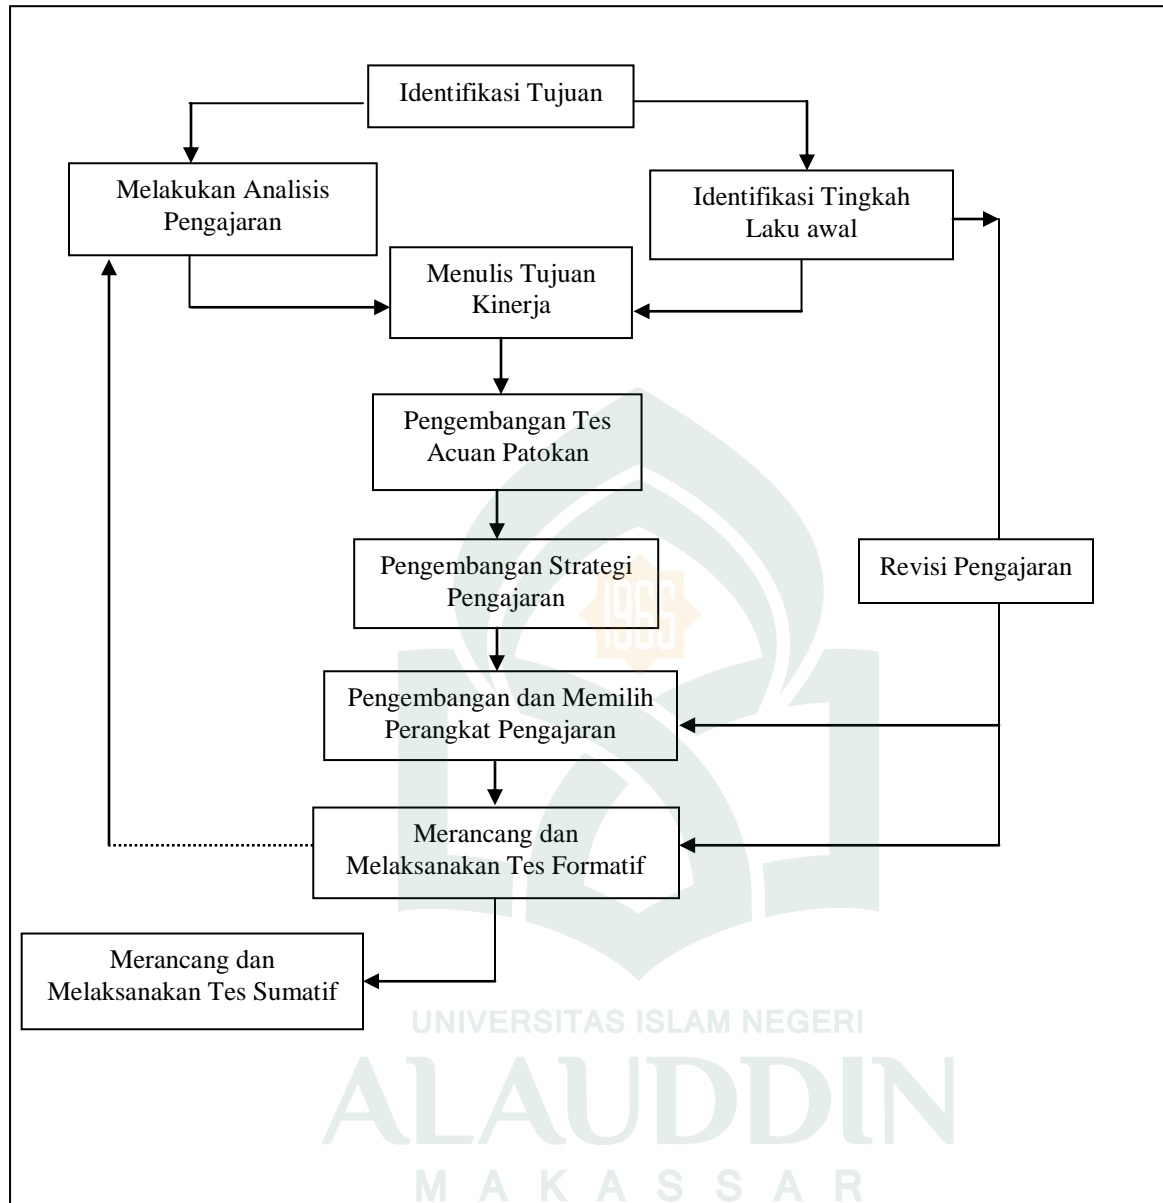 Identifikasi Tujuan
Melakukan Analisis
Pengajaran
Identifikasi Tingkah
Laku awal
Menulis Tujuan
Kinerja
Pengembangan Tes
Acuan Patokan
Pengembangan Strategi
Pengajaran
Revisi Pengajaran
1965
Pengembangan dan Memilih
Perangkat Pengajaran
Merancang dan
Melaksanakan Tes Formatif
Merancang dan
Melaksanakan Tes Sumatif
UNIVERSITAS ISLAM NEGERI
ALAUDDIN
MAKASSAR